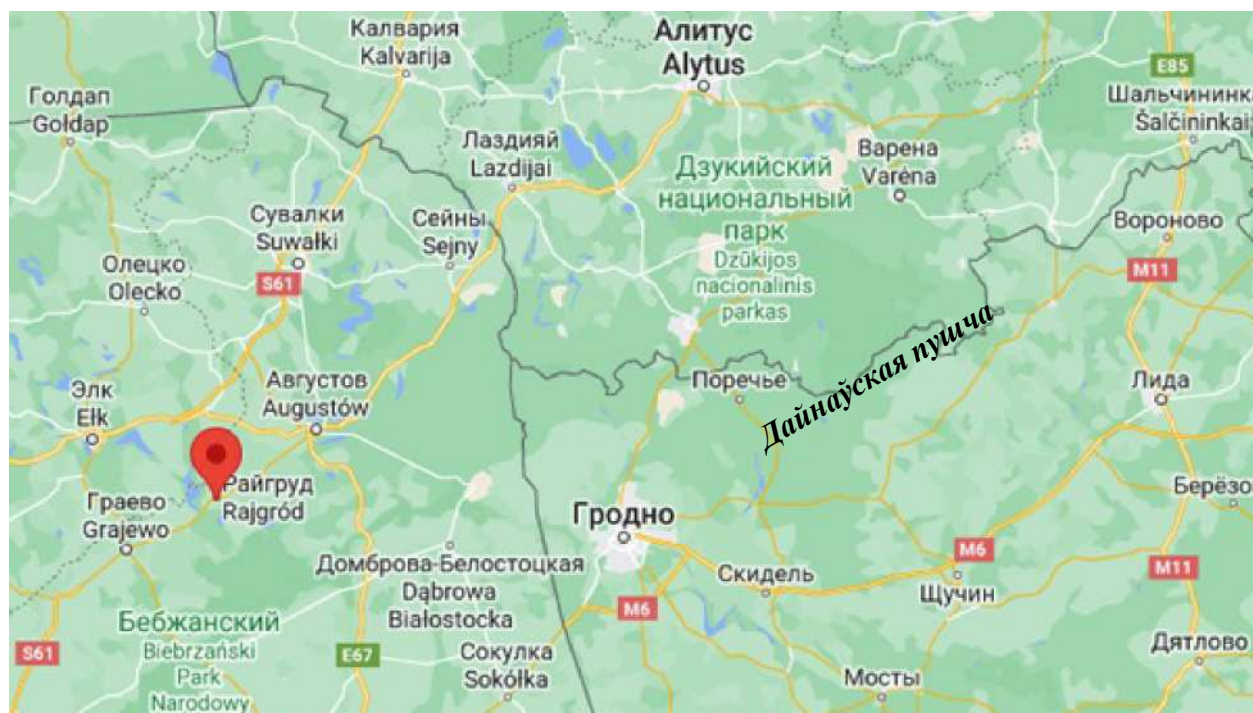 Калвария
Kalvarija
Алитус
Alytus
E85
Голдап
Gołdap
Шальчининка
Šalčininkai
Лаздияй
Lazdijai
Варена
Varėna
Дзукийский
национальный
парк
Dzūkijos
nacionalinis
parkas
Сувалки
Suwałki
Сейны
Sejny
Вороново
Олецко
Olecko
S61
M11
Дайнаўская пушча
Элк
Ełk
Августов
Augustów
Поречье
Лида
Райгруд
Rajgród
Граево
Grajewo
Гродно
Берёзо
Домброва-Белостоцкая
Dąbrowa
Białostocka
Скидель
M6
Щучин
M11
Бебжанский
Biebrzański
Park
Narodowy
S61
E67
M6
Сокулка
Sokółka
Мосты
Дятлово